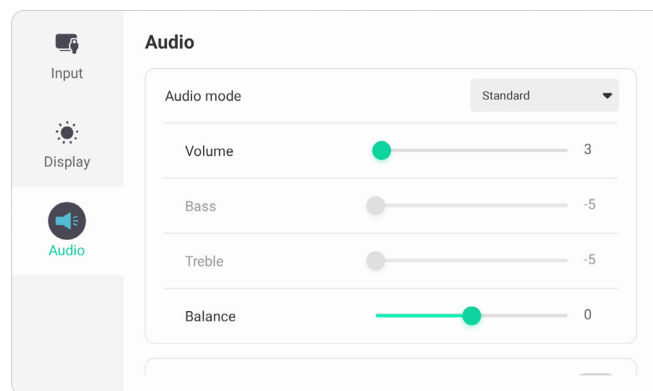 Input
Display
Audio
Audio
Audio mode Standard
Volume 3
Bass -5
Treble -5
Balance 0